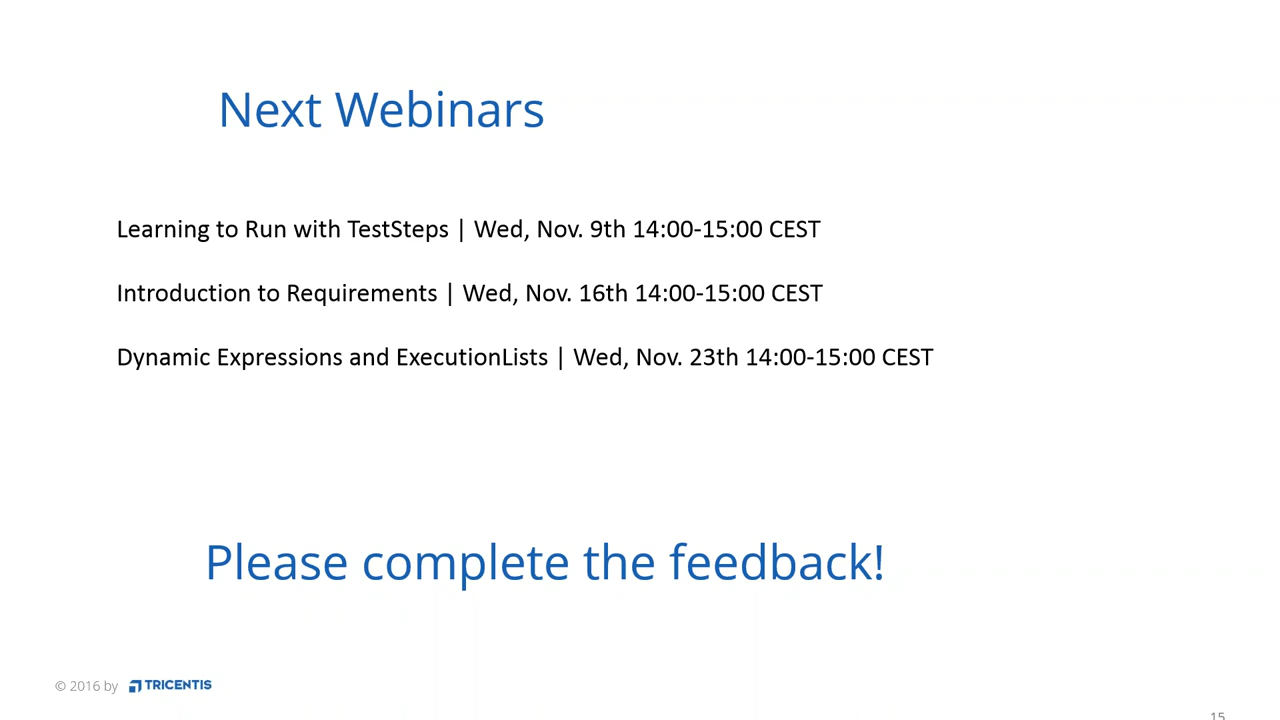 Next Webinars
Learning to Run with TestSteps | Wed, Nov. 9th 14:00-15:00 CEST
Introduction to Requirements | Wed, Nov. 16th 14:00-15:00 CEST
Dynamic Expressions and ExecutionLists | Wed, Nov. 23th 14:00-15:00 CEST
Please complete the feedback!
© 2016 by TRICENTIS
15